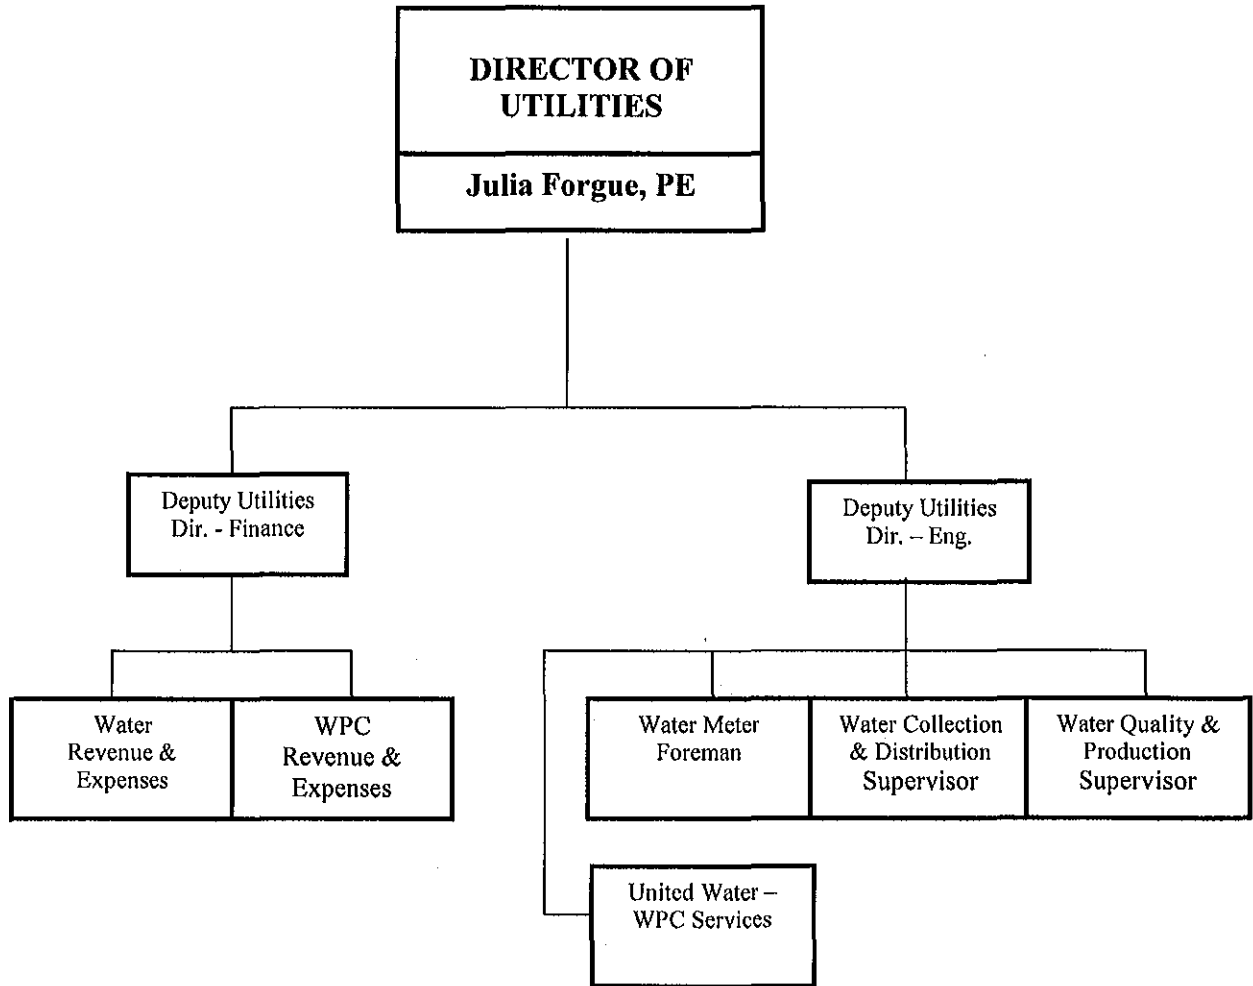 DIRECTOR OF
UTILITIES
Julia Forgue, PE
Deputy Utilities
Dir. - Finance
Deputy Utilities
Dir. – Eng.
Water
Revenue &
Expenses
WPC
Revenue &
Expenses
Water Meter
Foreman
Water Collection
& Distribution
Supervisor
Water Quality &
Production
Supervisor
United Water –
WPC Services